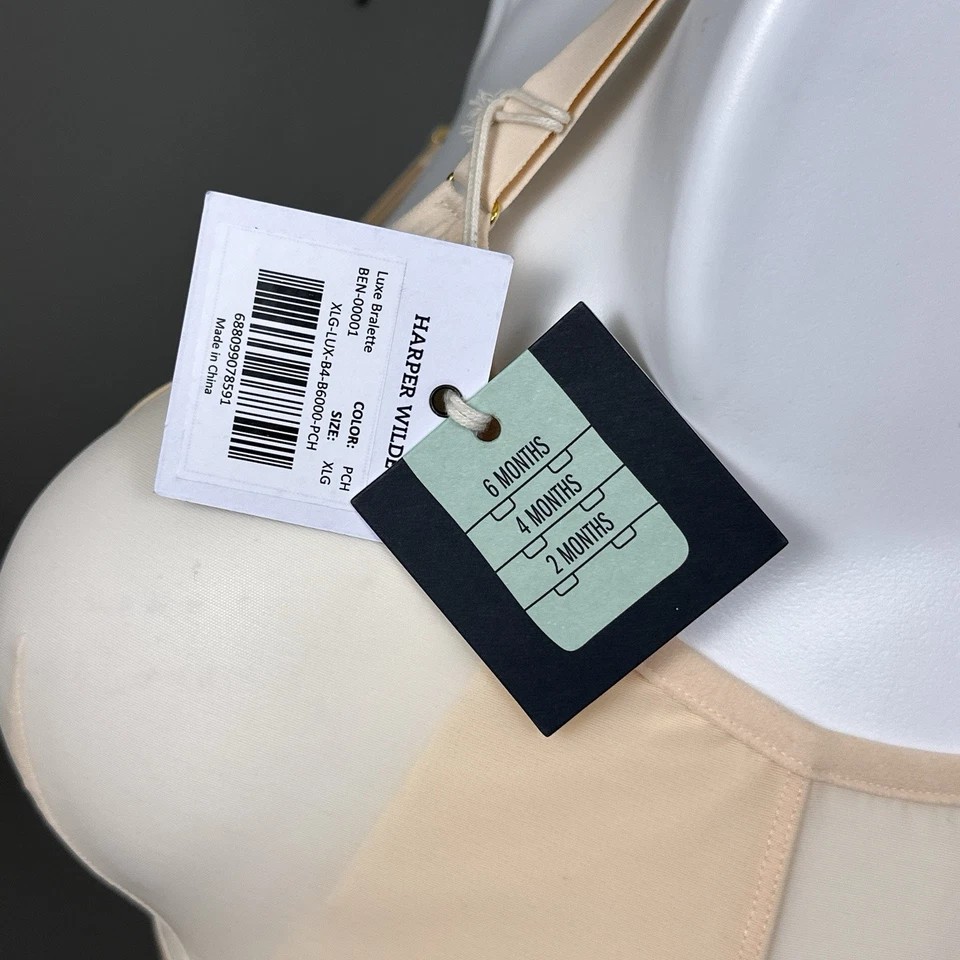 HARPER WILDE
COLOR: PCH
SIZE: XLG
Luxe Bralette
BEN-00001
XLG-LUX-B4-B6000-PCH
688099078591
Made in China
6 MONTHS
4 MONTHS
2 MONTHS